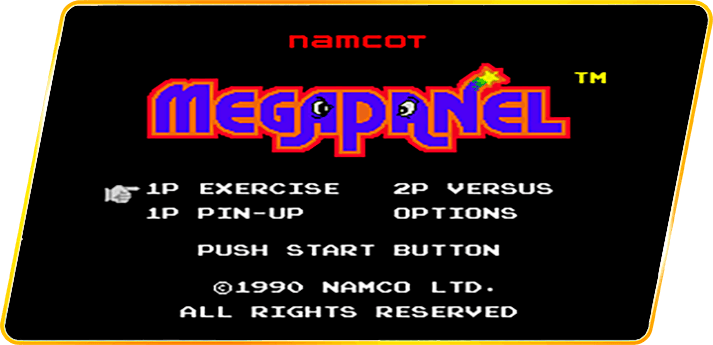 namcot
MEGAPANEL TM
1P EXERCISE 2P VERSUS
1P PIN-UP OPTIONS
PUSH START BUTTON
©1990 NAMCO LTD.
ALL RIGHTS RESERVED